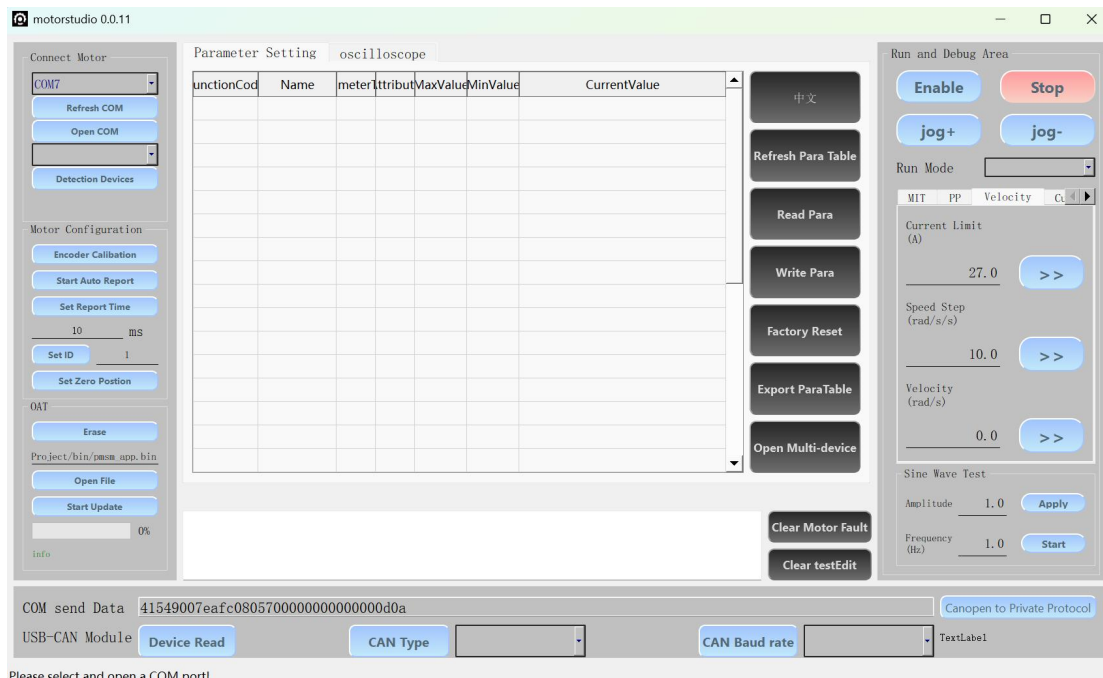 motorstudio 0.0.11
Connect Motor
COM7
Refresh COM
Open COM
Detection Devices
Motor Configuration
Encoder Calibation
Start Auto Report
Set Report Time
10 ms
Set ID 1
Set Zero Postion
OAT
Erase
Project/bin/pmsm_app.bin
Open File
Start Update
0%
info
Parameter Setting oscilloscope
unctionCod Name meterT ttribut MaxValue MinValue CurrentValue
中文
Refresh Para Table
Read Para
Write Para
Factory Reset
Export ParaTable
Open Multi-device
Clear Motor Fault
Clear testEdit
Run and Debug Area
Enable Stop
jog+ jog-
Run Mode
MIT PP Velocity Cu
Current Limit
(A)
27.0 >>
Speed Step
(rad/s/s)
10.0 >>
Velocity
(rad/s)
0.0 >>
Sine Wave Test
Amplitude 1.0 Apply
Frequency
(Hz) 1.0 Start
COM send Data 41549007eafc0805700000000000000d0a Canopen to Private Protocol
USB-CAN Module Device Read CAN Type CAN Baud rate TextLabel
Please select and open a COM port!